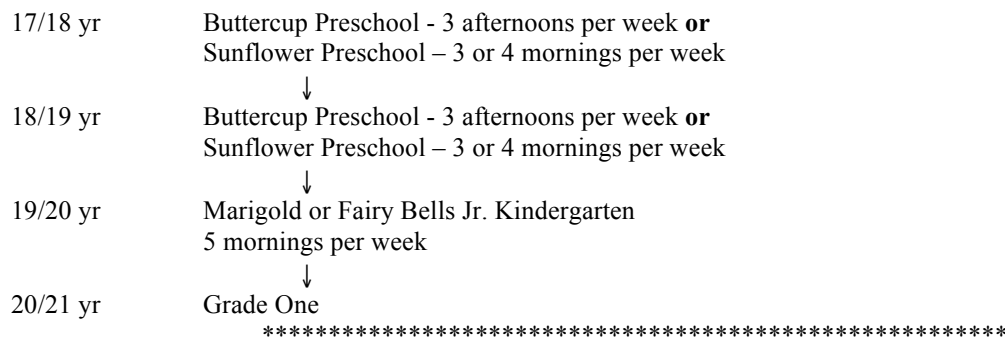 17/18 yr Buttercup Preschool - 3 afternoons per week or
Sunflower Preschool – 3 or 4 mornings per week
↓
18/19 yr Buttercup Preschool - 3 afternoons per week or
Sunflower Preschool – 3 or 4 mornings per week
↓
19/20 yr Marigold or Fairy Bells Jr. Kindergarten
5 mornings per week
↓
20/21 yr Grade One
*********************************************************